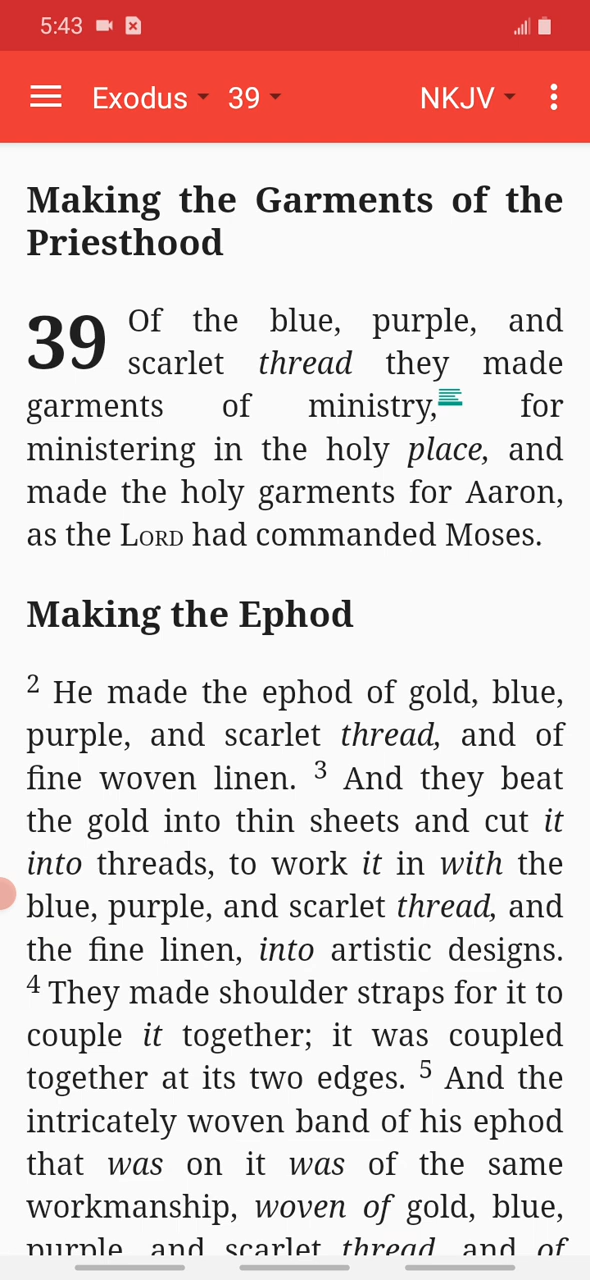 5:43
Exodus 39 NKJV
Making the Garments of the
Priesthood
39 Of the blue, purple, and
scarlet thread they made
garments of ministry, for
ministering in the holy place, and
made the holy garments for Aaron,
as the LORD had commanded Moses.
Making the Ephod
2 He made the ephod of gold, blue,
purple, and scarlet thread, and of
fine woven linen. 3 And they beat
the gold into thin sheets and cut it
into threads, to work it in with the
blue, purple, and scarlet thread, and
the fine linen, into artistic designs.
4 They made shoulder straps for it to
couple it together; it was coupled
together at its two edges. 5 And the
intricately woven band of his ephod
that was on it was of the same
workmanship, woven of gold, blue,
purple, and scarlet thread, and of